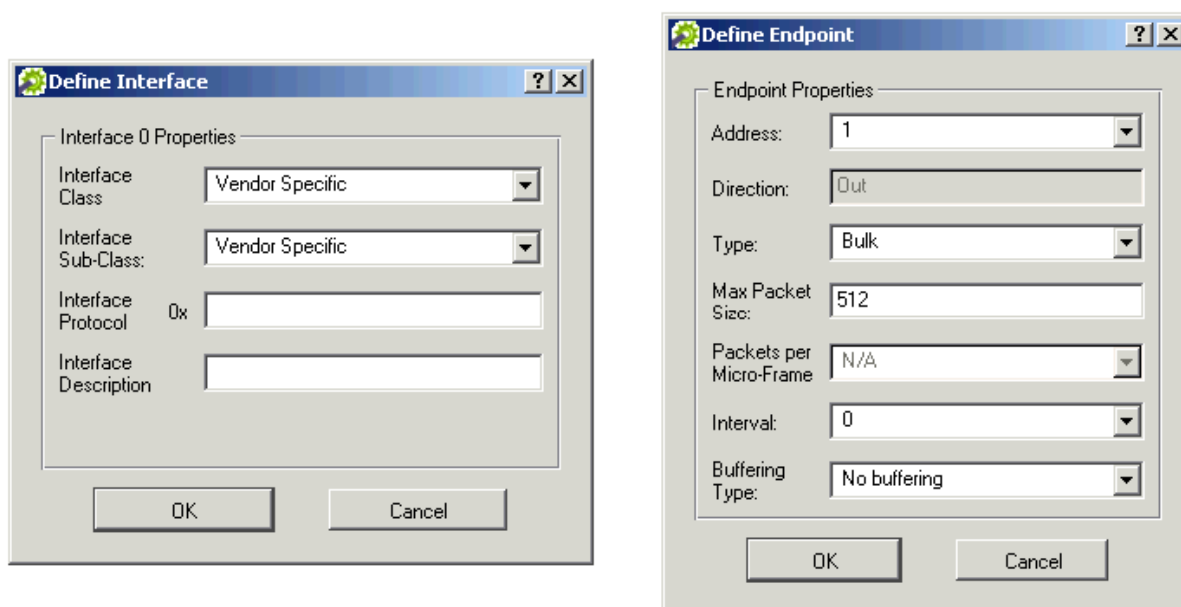 Define Interface
Interface 0 Properties
Interface
Class
Vendor Specific
Interface
Sub-Class:
Vendor Specific
Interface
Protocol
0x
Interface
Description
OK
Cancel
Define Endpoint
Endpoint Properties
Address:
1
Direction:
Out
Type:
Bulk
Max Packet
Size:
512
Packets per
Micro-Frame
N/A
Interval:
0
Buffering
Type:
No buffering
OK
Cancel